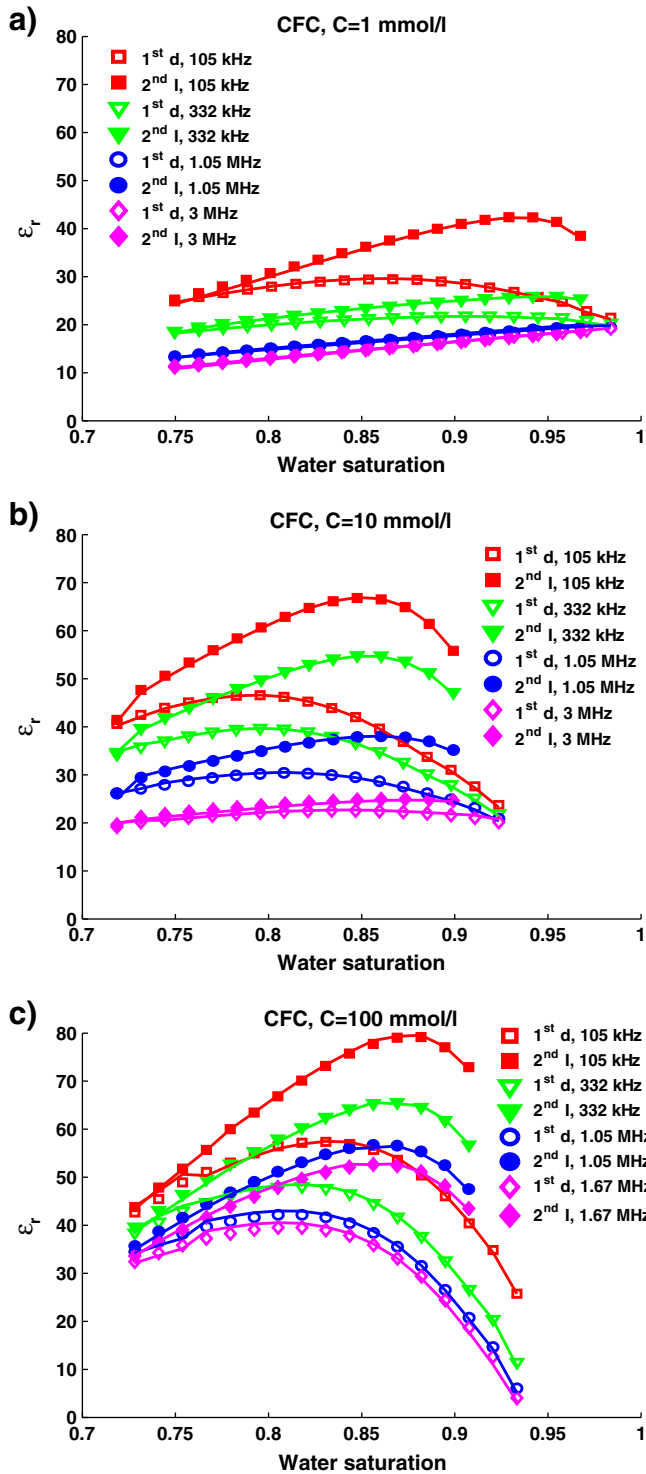 a)
CFC, C=1 mmol/l
80
70
60
50
40
30
20
10
0
εr
1st d, 105 kHz
2nd I, 105 kHz
1st d, 332 kHz
2nd I, 332 kHz
1st d, 1.05 MHz
2nd I, 1.05 MHz
1st d, 3 MHz
2nd I, 3 MHz
0.7 0.75 0.8 0.85 0.9 0.95 1
Water saturation
b)
CFC, C=10 mmol/l
80
70
60
50
40
30
20
10
0
εr
1st d, 105 kHz
2nd I, 105 kHz
1st d, 332 kHz
2nd I, 332 kHz
1st d, 1.05 MHz
2nd I, 1.05 MHz
1st d, 3 MHz
2nd I, 3 MHz
0.7 0.75 0.8 0.85 0.9 0.95 1
Water saturation
c)
CFC, C=100 mmol/l
80
70
60
50
40
30
20
10
0
εr
1st d, 105 kHz
2nd I, 105 kHz
1st d, 332 kHz
2nd I, 332 kHz
1st d, 1.05 MHz
2nd I, 1.05 MHz
1st d, 1.67 MHz
2nd I, 1.67 MHz
0.7 0.75 0.8 0.85 0.9 0.95 1
Water saturation